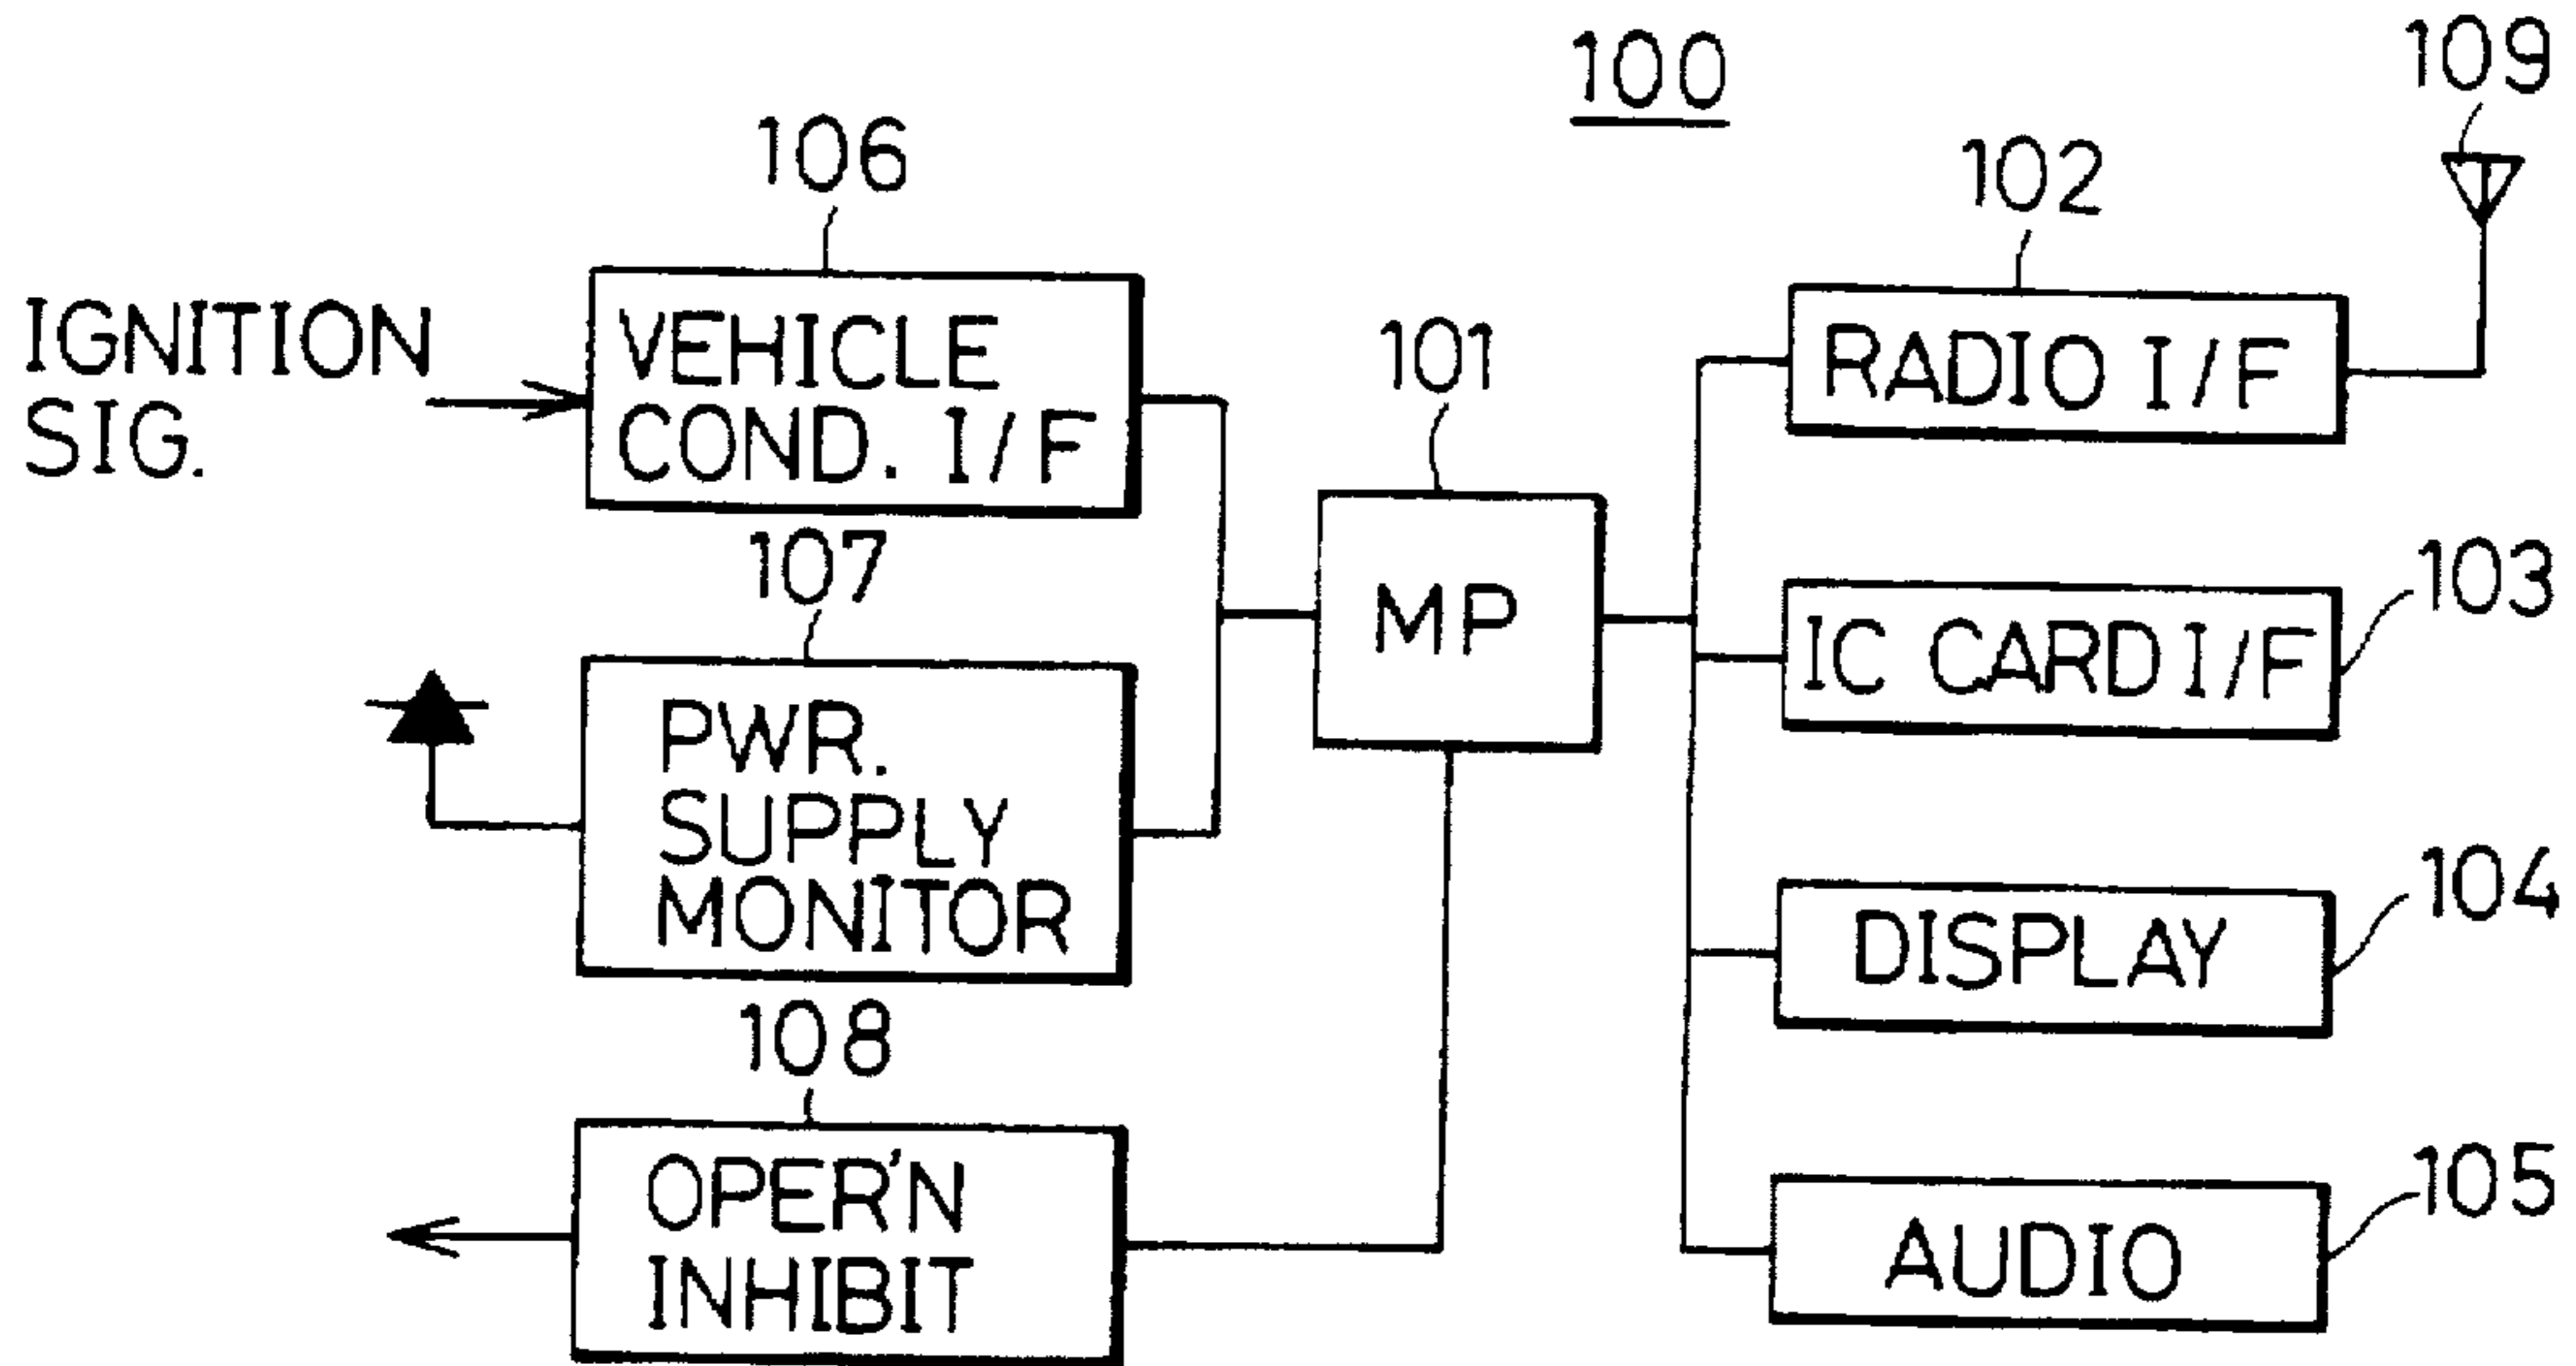 100
109
106
102
IGNITION
SIG.
VEHICLE
COND. I/F
101
RADIO I/F
107
MP
IC CARD I/F
103
PWR.
SUPPLY
MONITOR
DISPLAY
104
108
OPER'N
INHIBIT
AUDIO
105